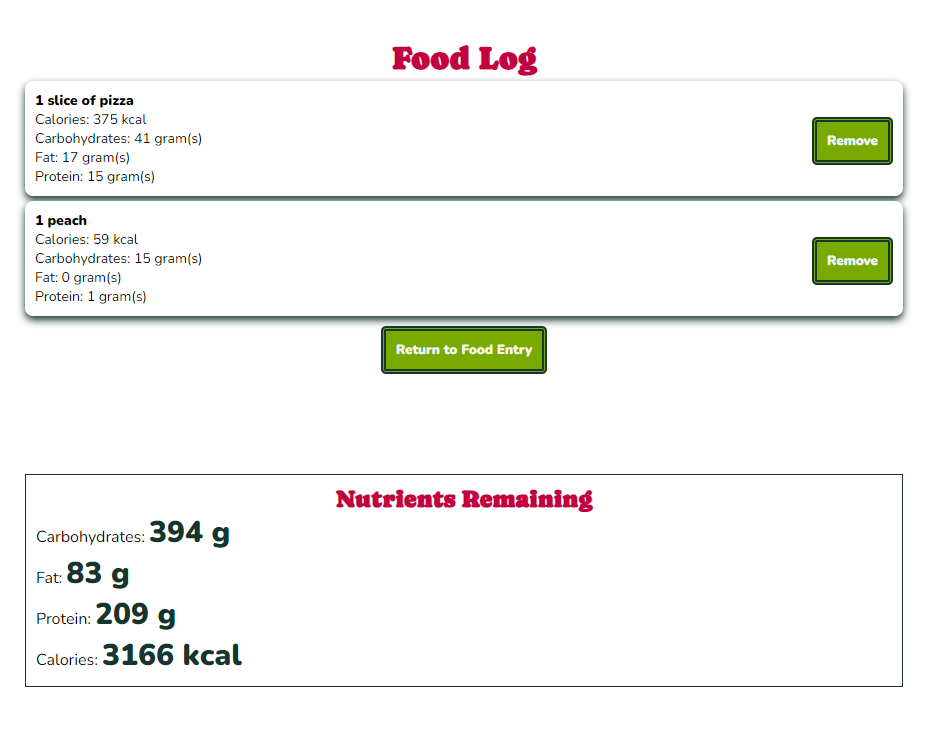 Food Log
1 slice of pizza
Calories: 375 kcal
Carbohydrates: 41 gram(s)
Fat: 17 gram(s)
Protein: 15 gram(s)
Remove
1 peach
Calories: 59 kcal
Carbohydrates: 15 gram(s)
Fat: 0 gram(s)
Protein: 1 gram(s)
Remove
Return to Food Entry
Nutrients Remaining
Carbohydrates: 394 g
Fat: 83 g
Protein: 209 g
Calories: 3166 kcal